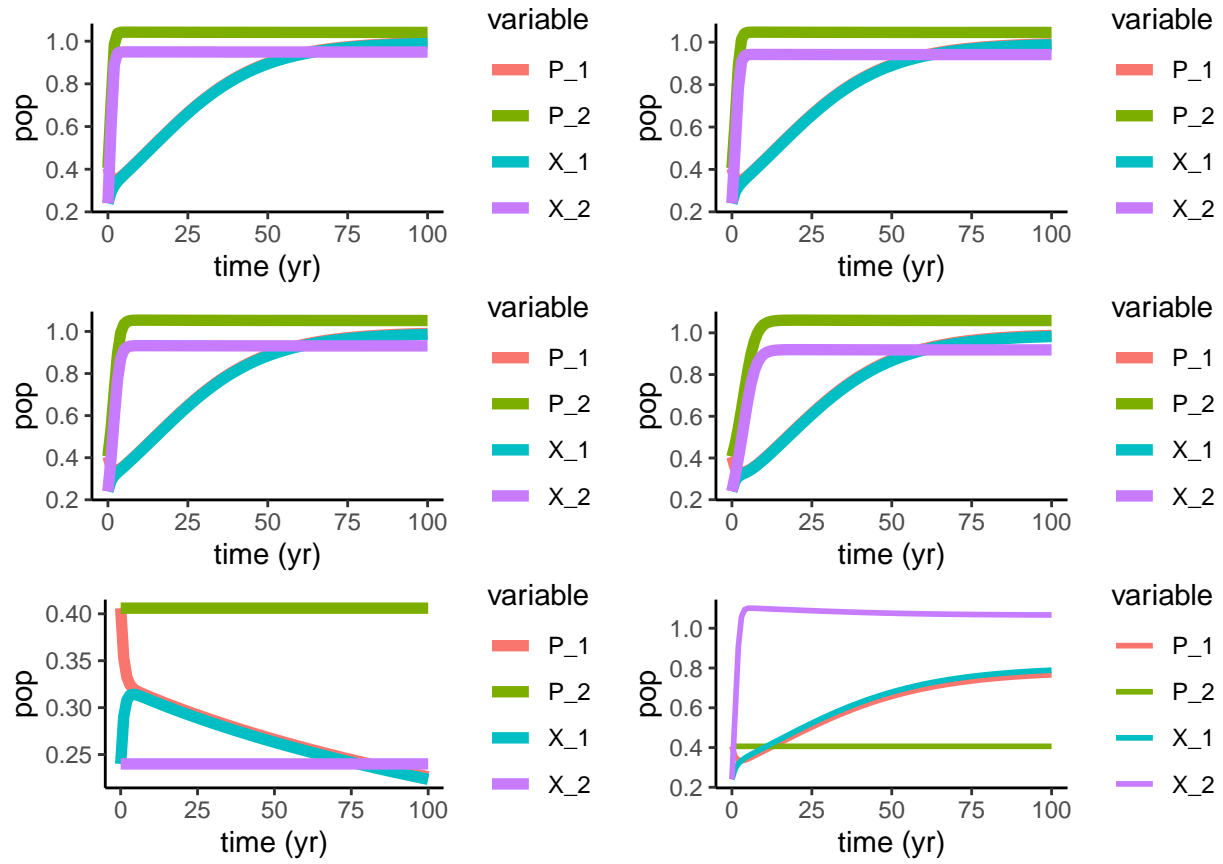 variable
1.0
0.8
0.6
0.4
0.2
pop
0 25 50 75 100
time (yr)
P_1
P_2
X_1
X_2
variable
1.0
0.8
0.6
0.4
0.2
pop
0 25 50 75 100
time (yr)
P_1
P_2
X_1
X_2
variable
1.0
0.8
0.6
0.4
0.2
pop
0 25 50 75 100
time (yr)
P_1
P_2
X_1
X_2
variable
1.0
0.8
0.6
0.4
0.2
pop
0 25 50 75 100
time (yr)
P_1
P_2
X_1
X_2
variable
0.40
0.35
0.30
0.25
pop
0 25 50 75 100
time (yr)
P_1
P_2
X_1
X_2
variable
1.0
0.8
0.6
0.4
0.2
pop
0 25 50 75 100
time (yr)
P_1
P_2
X_1
X_2